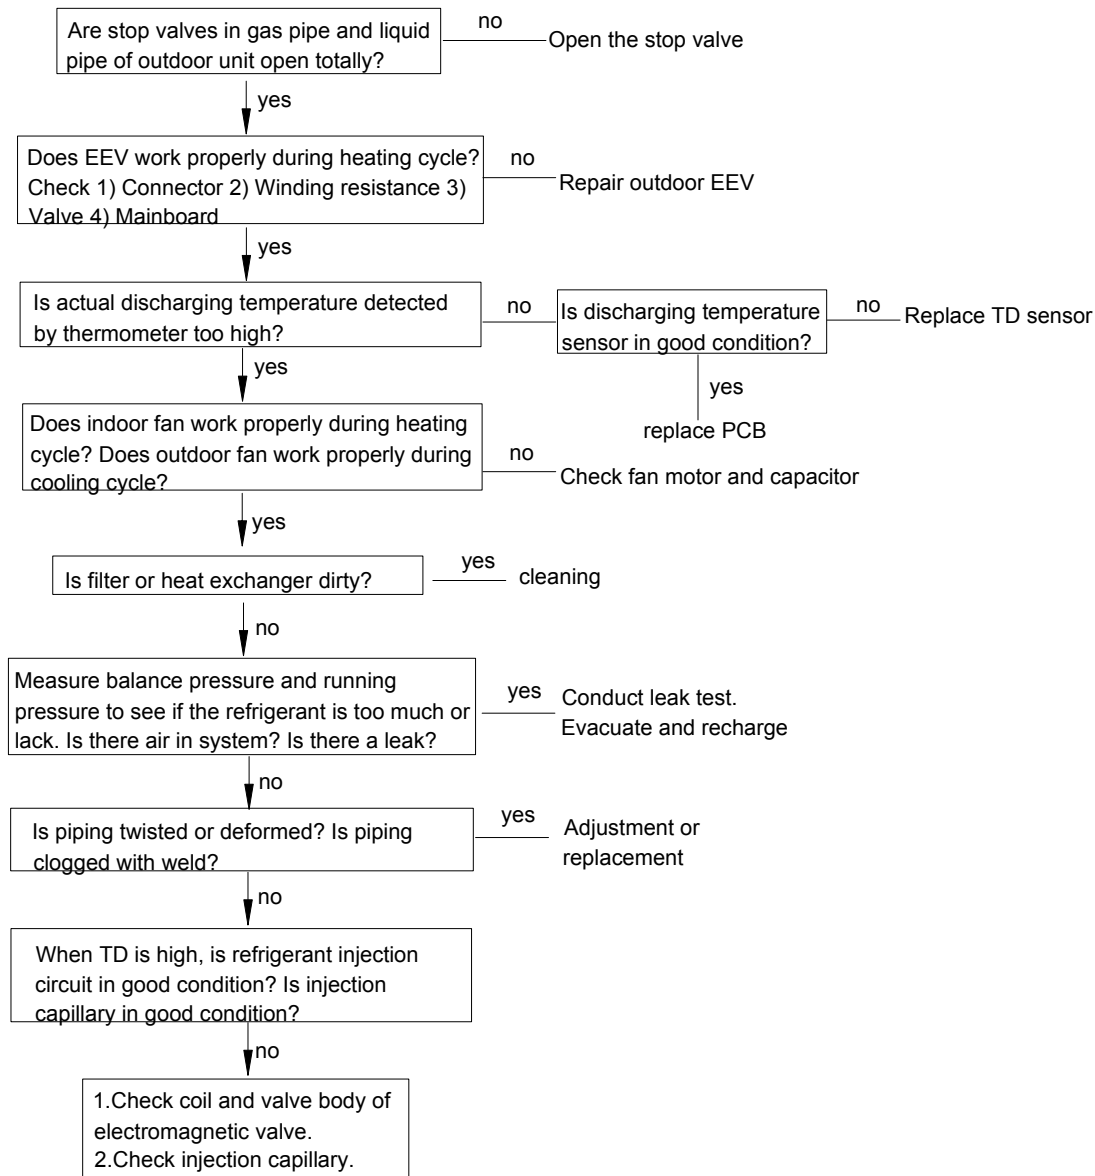 Are stop valves in gas pipe and liquid
pipe of outdoor unit open totally?
no
Open the stop valve
yes
Does EEV work properly during heating cycle?
Check 1) Connector 2) Winding resistance 3)
Valve 4) Mainboard
no
Repair outdoor EEV
yes
Is actual discharging temperature detected
by thermometer too high?
no
Is discharging temperature
sensor in good condition?
no
Replace TD sensor
yes
replace PCB
yes
Does indoor fan work properly during heating
cycle? Does outdoor fan work properly during
cooling cycle?
no
Check fan motor and capacitor
yes
Is filter or heat exchanger dirty?
yes
cleaning
no
Measure balance pressure and running
pressure to see if the refrigerant is too much or
lack. Is there air in system? Is there a leak?
yes
Conduct leak test.
Evacuate and recharge
no
Is piping twisted or deformed? Is piping
clogged with weld?
yes
Adjustment or
replacement
no
When TD is high, is refrigerant injection
circuit in good condition? Is injection
capillary in good condition?
no
1.Check coil and valve body of
electromagnetic valve.
2.Check injection capillary.